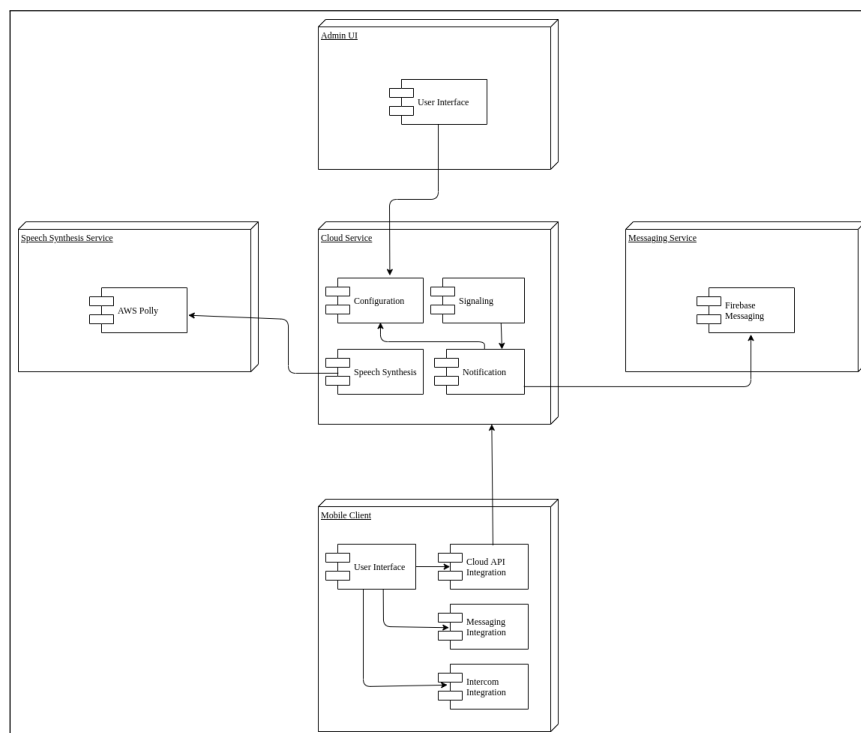 Admin UI
User Interface
Speech Synthesis Service
AWS Polly
Cloud Service
Configuration
Signaling
Speech Synthesis
Notification
Messaging Service
Firebase
Messaging
Mobile Client
User Interface
Cloud API
Integration
Messaging
Integration
Intercom
Integration